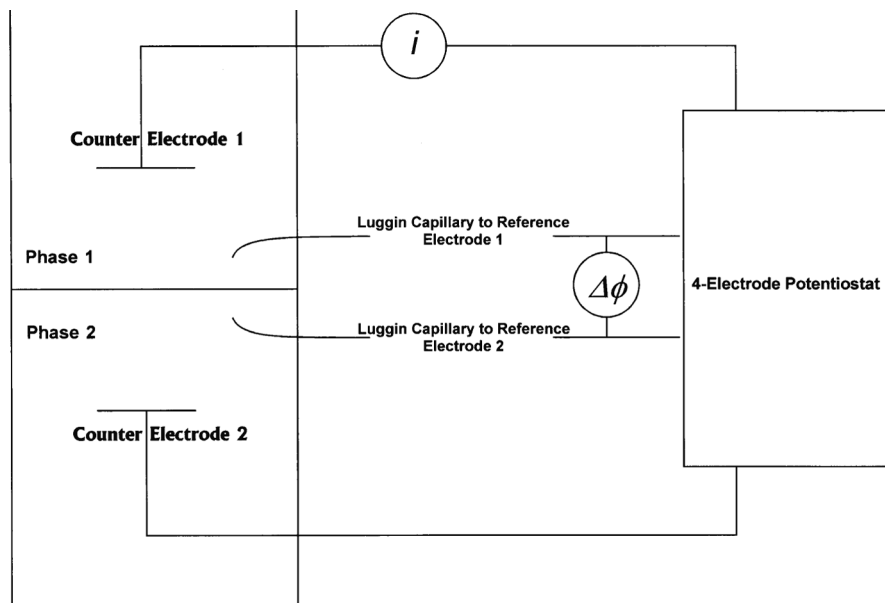 i
Counter Electrode 1
Luggin Capillary to Reference
Electrode 1
Phase 1
Δϕ
4-Electrode Potentiostat
Phase 2
Luggin Capillary to Reference
Electrode 2
Counter Electrode 2